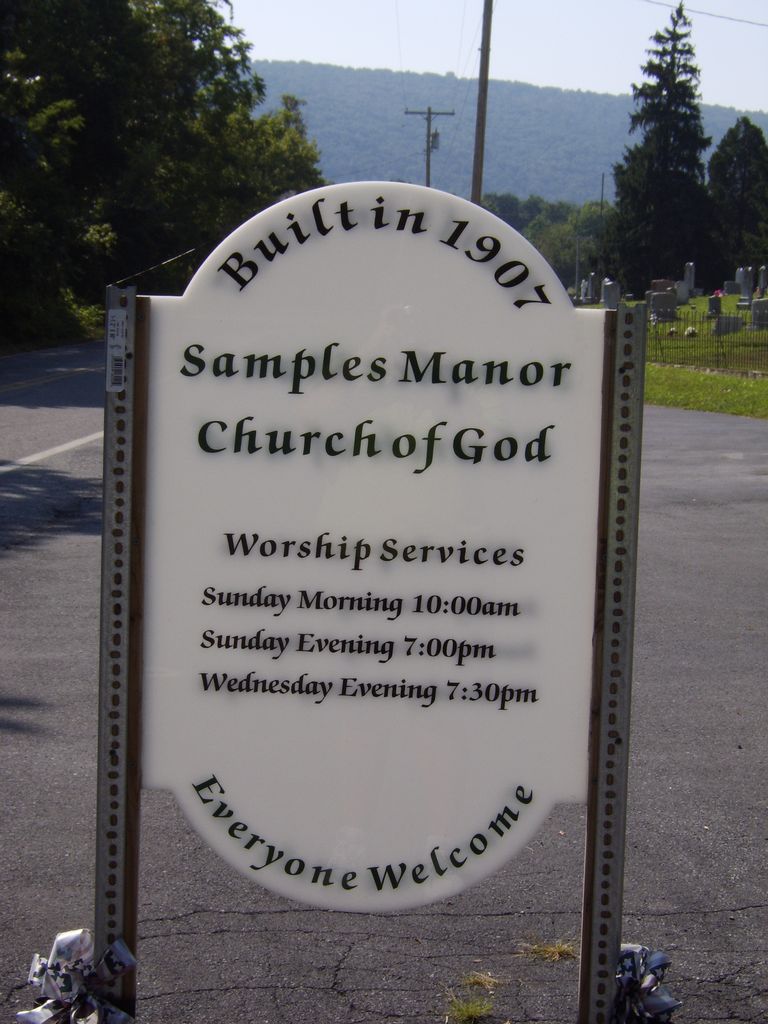 Built in 1907
Samples Manor
Church of God
Worship Services
Sunday Morning 10:00am
Sunday Evening 7:00pm
Wednesday Evening 7:30pm
Everyone Welcome